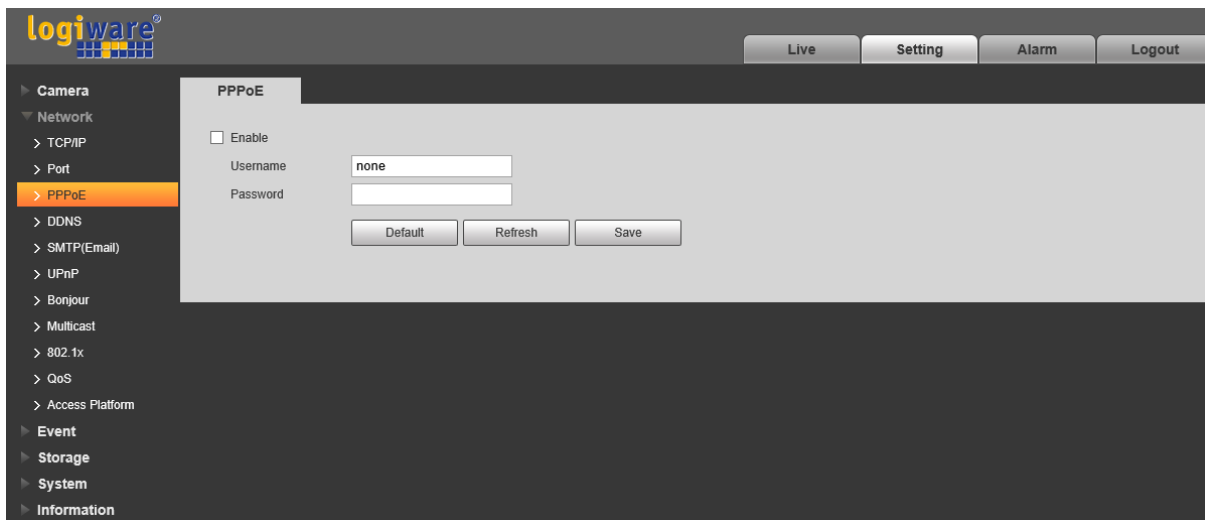 logiware®
Live Setting Alarm Logout
Camera
Network
TCP/IP
Port
PPPoE
DDNS
SMTP(Email)
UPnP
Bonjour
Multicast
802.1x
QoS
Access Platform
Event
Storage
System
Information
PPPoE
Enable
Username none
Password
Default Refresh Save